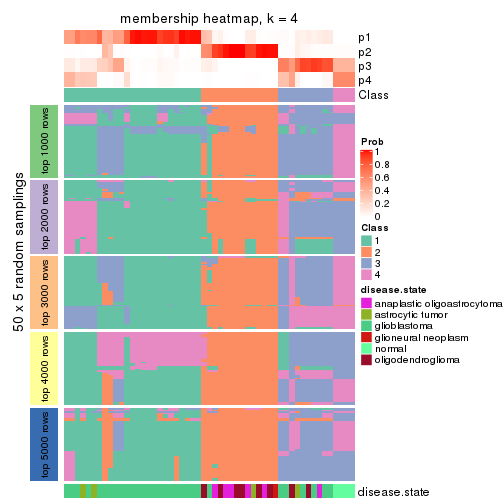 membership heatmap, k = 4
p1
p2
p3
p4
Class
50 x 5 random samplings
top 1000 rows
top 2000 rows
top 3000 rows
top 4000 rows
top 5000 rows
Prob
1
0.8
0.6
0.4
0.2
0
Class
1
2
3
4
disease.state
anaplastic oligoastrocytoma
astrocytic tumor
glioblastoma
glioneural neoplasm
normal
oligodendroglioma
disease.state